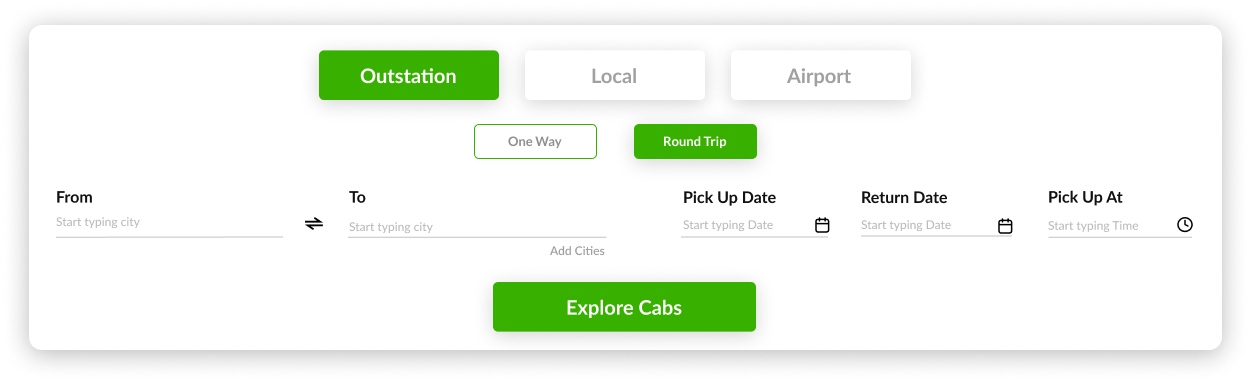 Outstation Local Airport
One Way Round Trip
From To Pick Up Date Return Date Pick Up At
Start typing city Start typing city Start typing Date Start typing Date Start typing Time
Add Cities
Explore Cabs